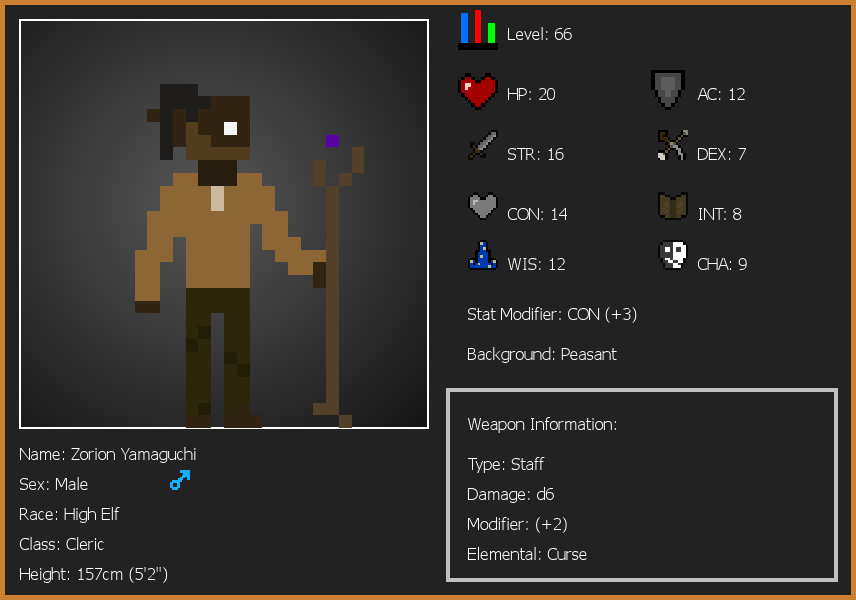 Level: 66
HP: 20
AC: 12
STR: 16
DEX: 7
CON: 14
INT: 8
WIS: 12
CHA: 9
Stat Modifier: CON (+3)
Background: Peasant
Weapon Information:
Type: Staff
Damage: d6
Modifier: (+2)
Elemental: Curse
Name: Zorion Yamaguchi
Sex: Male
Race: High Elf
Class: Cleric
Height: 157cm (5'2")